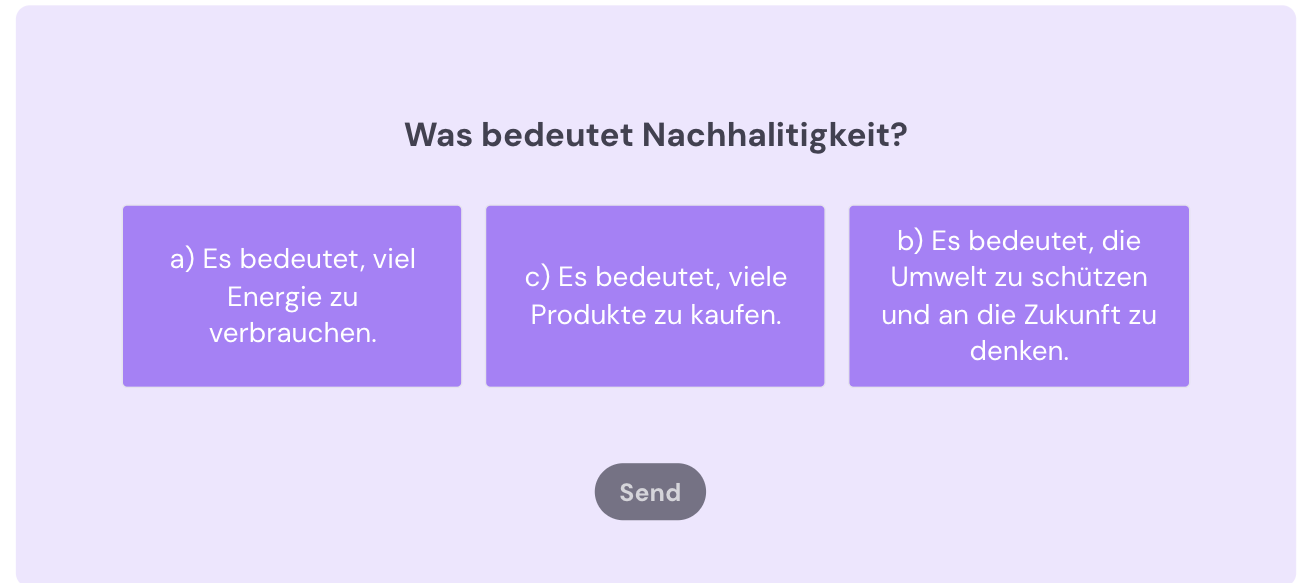 Was bedeutet Nachhalitigkeit?
a) Es bedeutet, viel
Energie zu
verbrauchen.
c) Es bedeutet, viele
Produkte zu kaufen.
b) Es bedeutet, die
Umwelt zu schützen
und an die Zukunft zu
denken.
Send